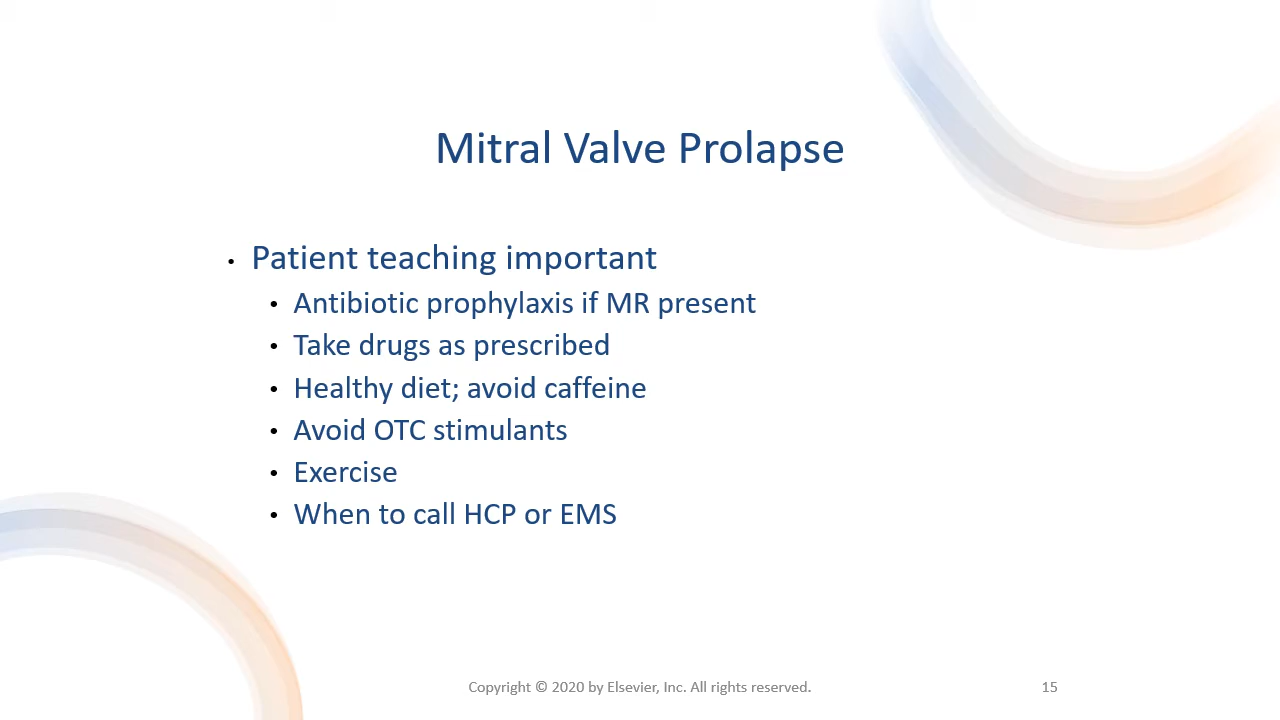 Mitral Valve Prolapse
• Patient teaching important
• Antibiotic prophylaxis if MR present
• Take drugs as prescribed
• Healthy diet; avoid caffeine
• Avoid OTC stimulants
• Exercise
• When to call HCP or EMS
Copyright © 2020 by Elsevier, Inc. All rights reserved.
15